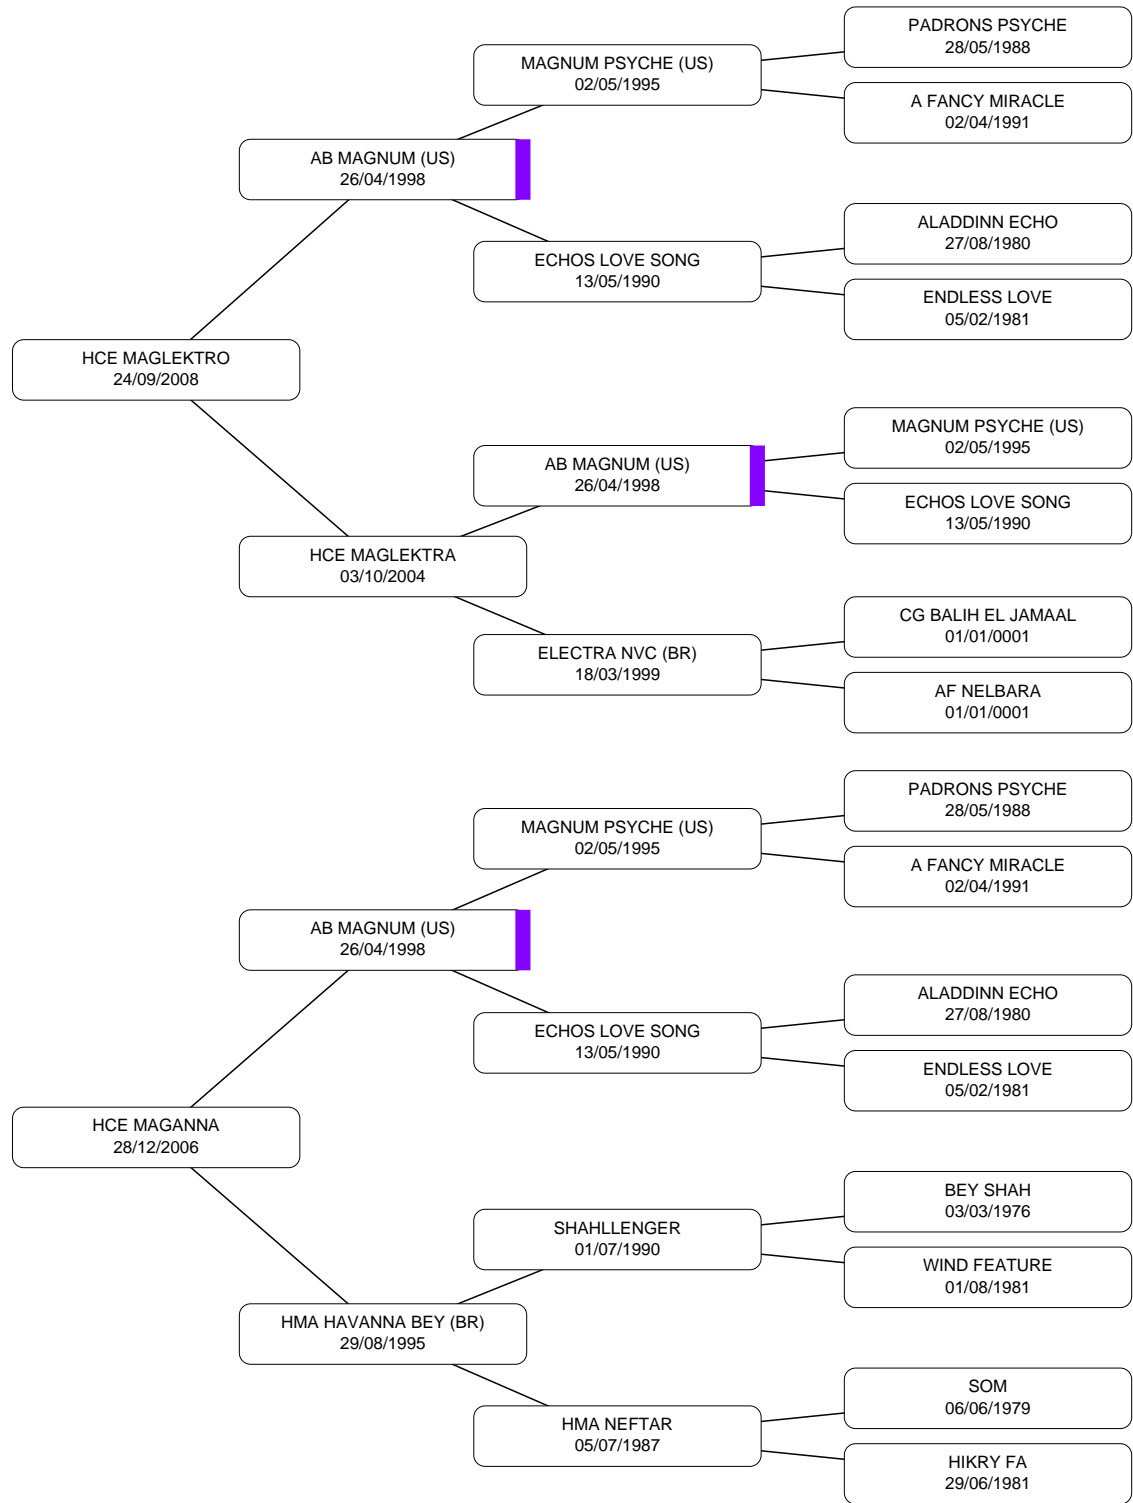 PADRONS PSYCHE
28/05/1988
MAGNUM PSYCHE (US)
02/05/1995
A FANCY MIRACLE
02/04/1991
AB MAGNUM (US)
26/04/1998
ALADDINN ECHO
27/08/1980
ECHOS LOVE SONG
13/05/1990
ENDLESS LOVE
05/02/1981
HCE MAGLEKTRO
24/09/2008
MAGNUM PSYCHE (US)
02/05/1995
AB MAGNUM (US)
26/04/1998
ECHOS LOVE SONG
13/05/1990
HCE MAGLEKTRA
03/10/2004
CG BALIH EL JAMAAL
01/01/0001
ELECTRA NVC (BR)
18/03/1999
AF NELBARA
01/01/0001
PADRONS PSYCHE
28/05/1988
MAGNUM PSYCHE (US)
02/05/1995
A FANCY MIRACLE
02/04/1991
AB MAGNUM (US)
26/04/1998
ALADDINN ECHO
27/08/1980
ECHOS LOVE SONG
13/05/1990
ENDLESS LOVE
05/02/1981
HCE MAGANNA
28/12/2006
BEY SHAH
03/03/1976
SHAHLLENGER
01/07/1990
WIND FEATURE
01/08/1981
HMA HAVANNA BEY (BR)
29/08/1995
SOM
06/06/1979
HMA NEFTAR
05/07/1987
HIKRY FA
29/06/1981